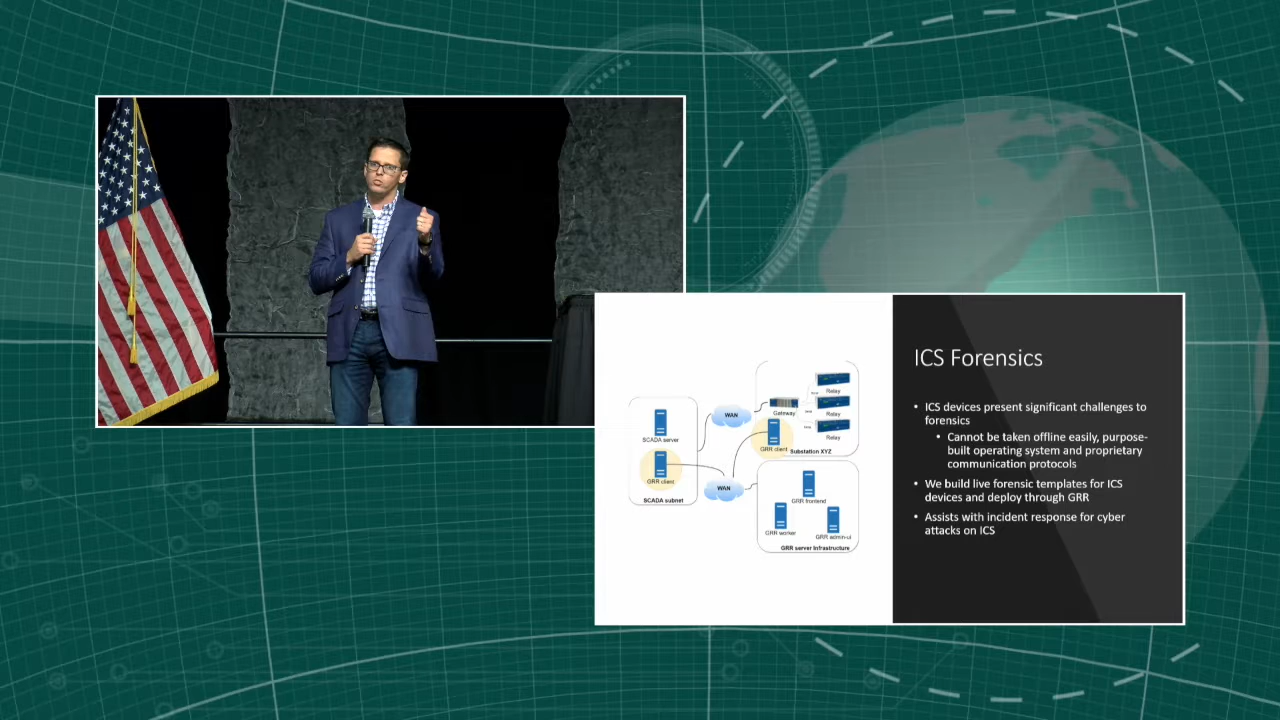 ICS Forensics
• ICS devices present significant challenges to
forensics
• Cannot be taken offline easily, purpose-
built operating system and proprietary
communication protocols
• We build live forensic templates for ICS
devices and deploy through GRR
• Assists with incident response for cyber
attacks on ICS
SCADA server
GRR client
SCADA subnet
WAN
WAN
Gateway
Relay
Relay
Relay
GRR client
Substation XYZ
GRR frontend
GRR worker
GRR admin-ui
GRR server Infrastructure